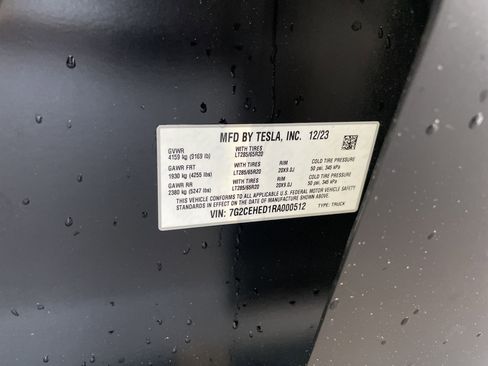 MFD BY TESLA, INC. 12/23
GVWR WITH TIRES
4159 kg (9169 lb) LT285/65R20
GAWR FRT WITH TIRES RIM COLD TIRE PRESSURE
1930 kg (4255 lb) LT285/65R20 20X9.0J 50 psi, 345 kPa
GAWR RR WITH TIRES RIM COLD TIRE PRESSURE
2380 kg (5247 lb) LT285/65R20 20X9.0J 50 psi, 345 kPa
THIS VEHICLE CONFORMS TO ALL APPLICABLE U.S. FEDERAL MOTOR VEHICLE SAFETY
STANDARDS IN EFFECT ON THE DATE OF MANUFACTURE SHOWN ABOVE.
VIN: 7G2CEHED1RA000512 TYPE: TRUCK